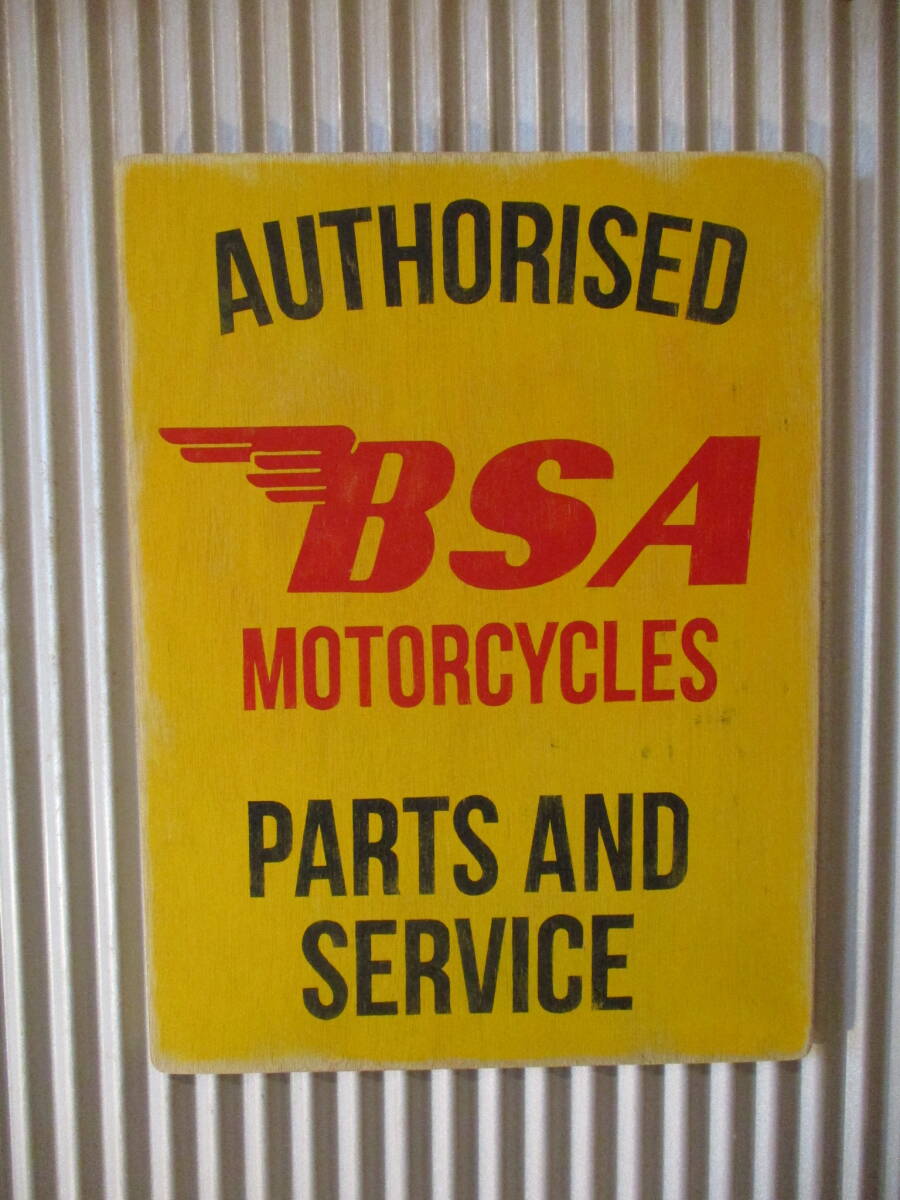 AUTHORISED
BSA
MOTORCYCLES
PARTS AND
SERVICE